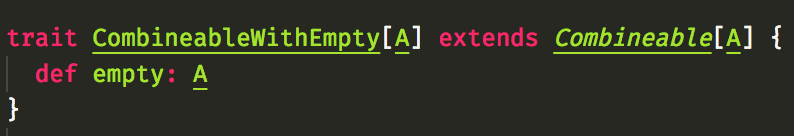 trait CombineableWithEmpty[A] extends Combineable[A] {
def empty: A
}